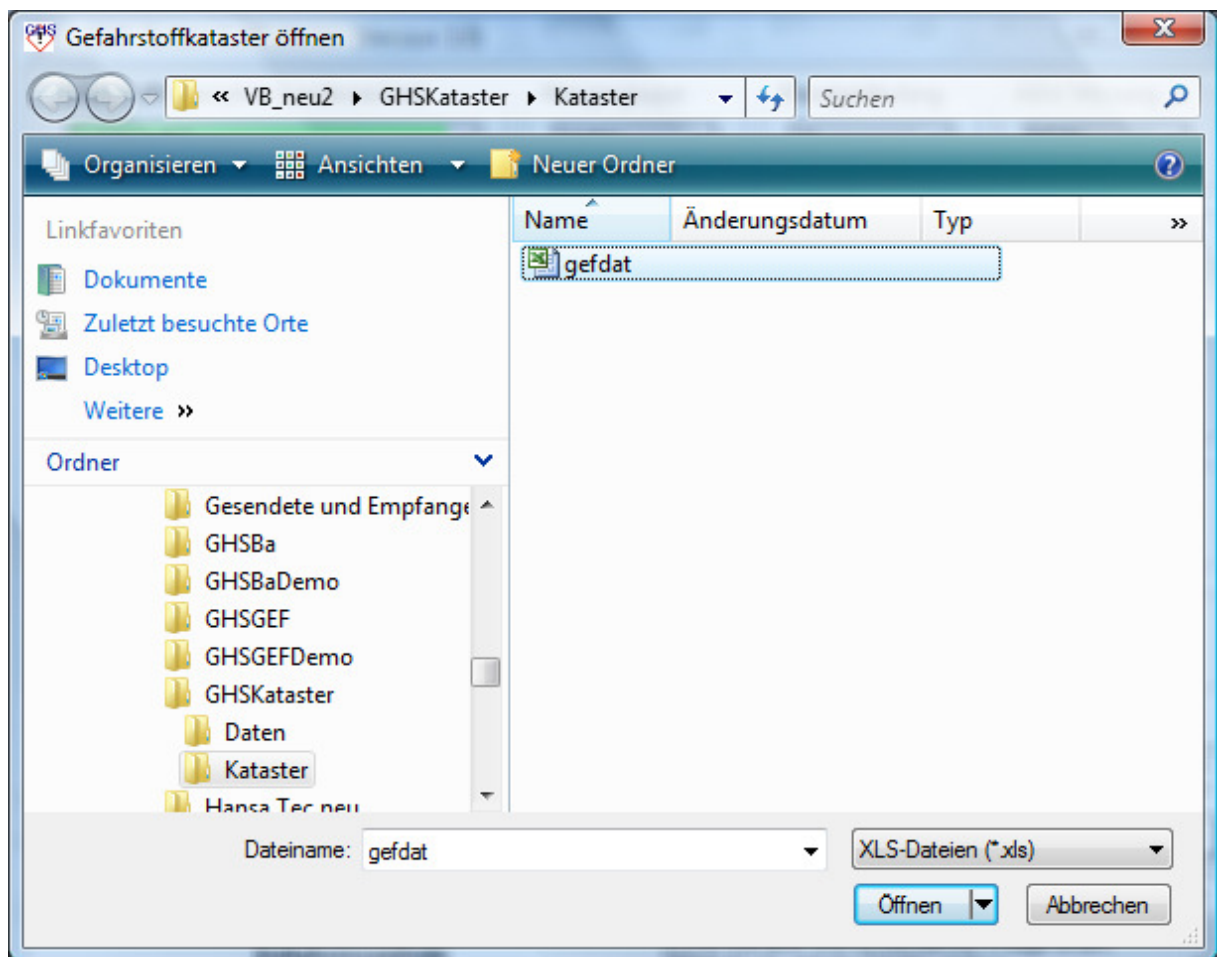 GHS Gefahrstoffkataster öffnen
« VB_neu2 ▸ GHSKataster ▸ Kataster
Suchen
Organisieren
Ansichten
Neuer Ordner
Linkfavoriten
Dokumente
Zuletzt besuchte Orte
Desktop
Weitere »
Name Änderungsdatum Typ »
gefdat
Ordner
Gesendete und Empfange
GHSBa
GHSBaDemo
GHSGEF
GHSGEFDemo
GHSKataster
Daten
Kataster
Hansa Tec neu
Dateiname: gefdat
XLS-Dateien (*.xls)
Öffnen
Abbrechen